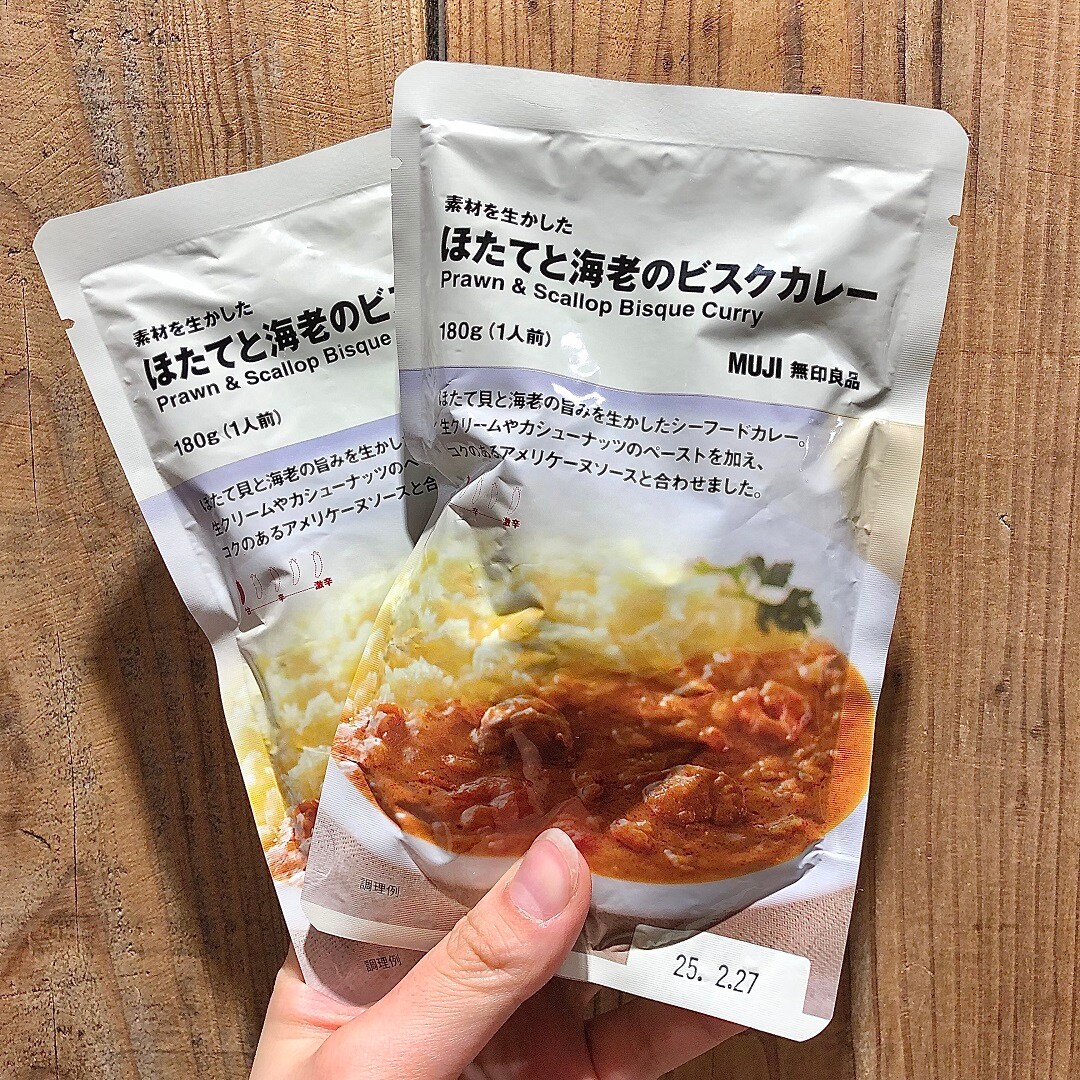 素材を生かした
ほたてと海老のビスクカレー
Prawn & Scallop Bisque Curry
180g(1人前)
MUJI 無印良品
ほたて貝と海老の旨みを生かしたシーフードカレー。
生クリームやカシューナッツのペーストを加え、
コクのあるアメリケーヌソースと合わせました。
辛
激辛
調理例
25. 2.27
素材を生かした
ほたてと海老のビ
Prawn & Scallop Bisque
180g(1人前)
ほたて貝と海老の旨みを生かし
生クリームやカシューナッツのペ
コクのあるアメリケーヌソースと合
甘
辛
激辛
調理例